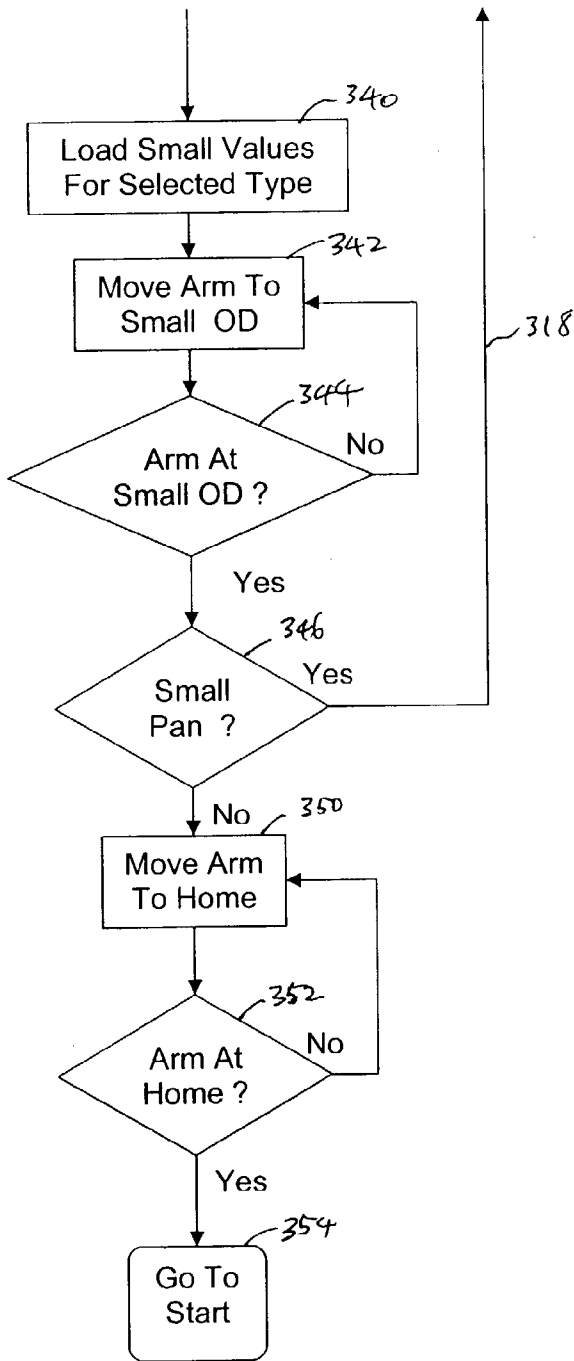 340
Load Small Values
For Selected Type
342
Move Arm To
Small OD
318
344
No
Arm At
Small OD ?
Yes
346
Yes
Small
Pan ?
No
350
Move Arm
To Home
352
No
Arm At
Home ?
Yes
354
Go To
Start